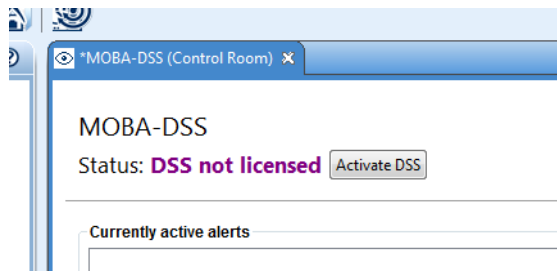 *MOBA-DSS (Control Room)
MOBA-DSS
Status: DSS not licensed Activate DSS
Currently active alerts